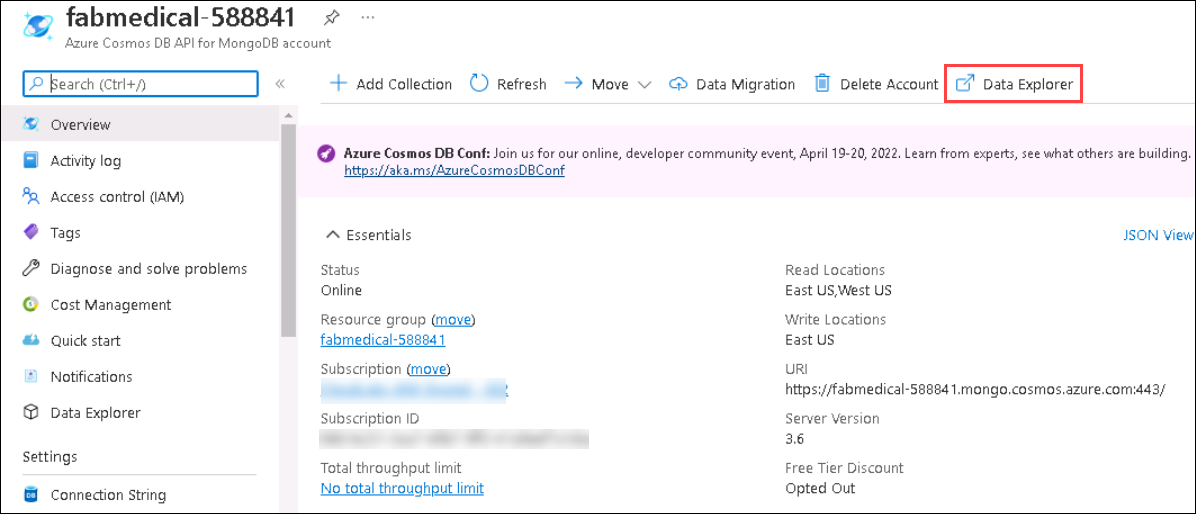 fabmedical-588841
Azure Cosmos DB API for MongoDB account
Search (Ctrl+/)
Add Collection Refresh Move Data Migration Delete Account Data Explorer
Overview
Activity log
Access control (IAM)
Tags
Diagnose and solve problems
Cost Management
Quick start
Notifications
Data Explorer
Settings
Connection String
Azure Cosmos DB Conf: Join us for our online, developer community event, April 19-20, 2022. Learn from experts, see what others are building.
https://aka.ms/AzureCosmosDBConf
Essentials
JSON View
Status
Online
Resource group (move)
fabmedical-588841
Subscription (move)
Subscription ID
Total throughput limit
No total throughput limit
Read Locations
East US,West US
Write Locations
East US
URI
https://fabmedical-588841.mongo.cosmos.azure.com:443/
Server Version
3.6
Free Tier Discount
Opted Out